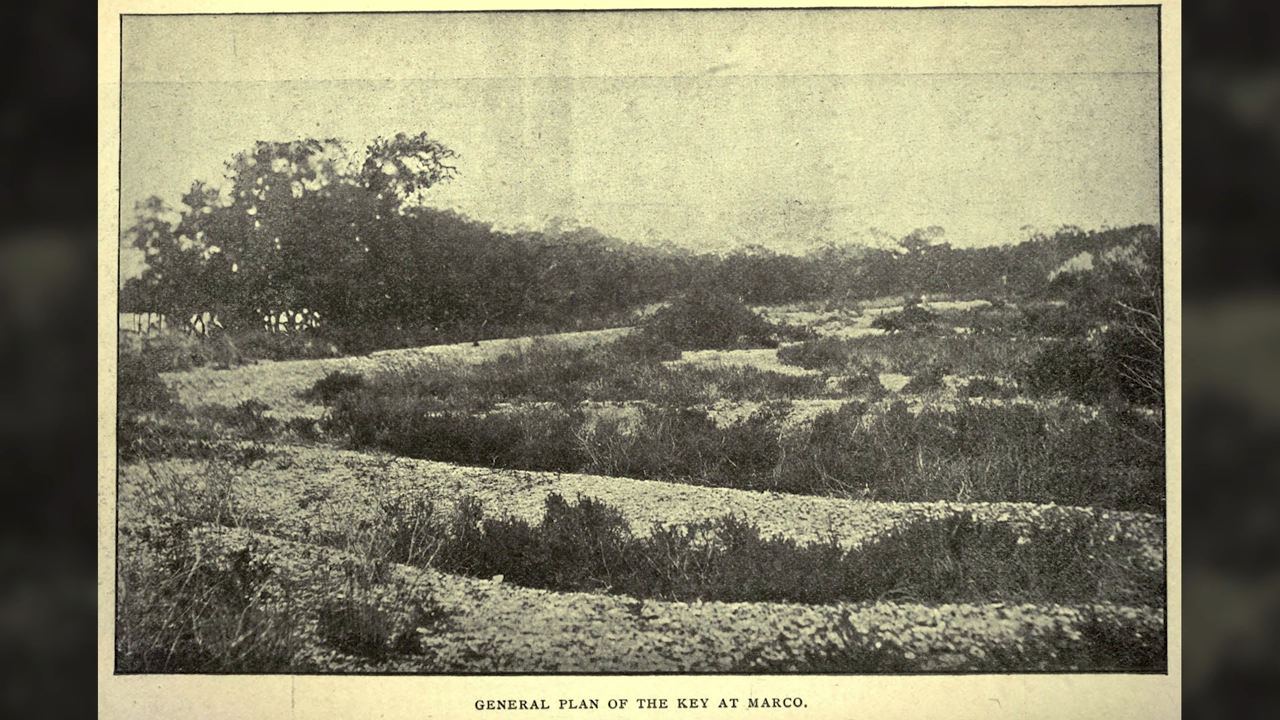 GENERAL PLAN OF THE KEY AT MARCO.